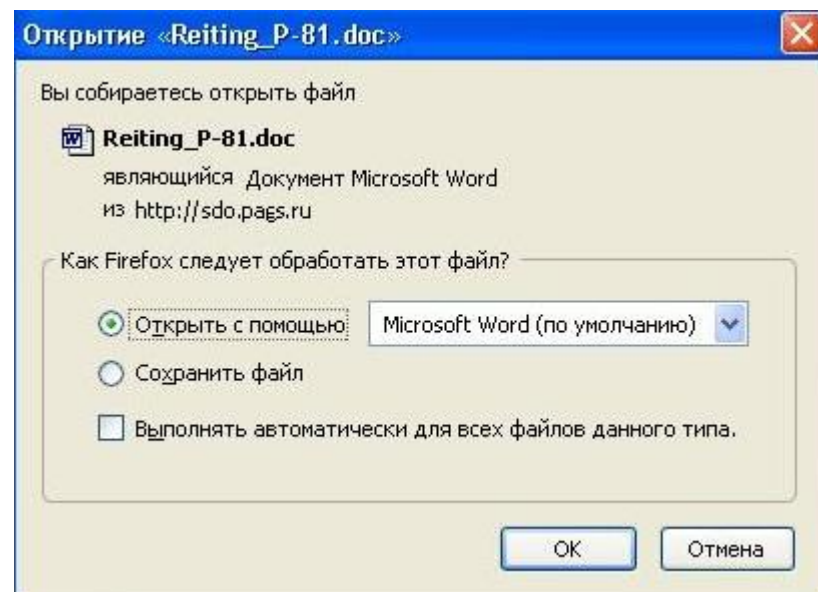 Открытие «Reiting_P-81.doc»
Вы собираетесь открыть файл
Reiting_P-81.doc
являющийся Документ Microsoft Word
из http://sdo.pags.ru
Как Firefox следует обработать этот файл?
Открыть с помощью Microsoft Word (по умолчанию)
Сохранить файл
Выполнять автоматически для всех файлов данного типа.
OK Отмена